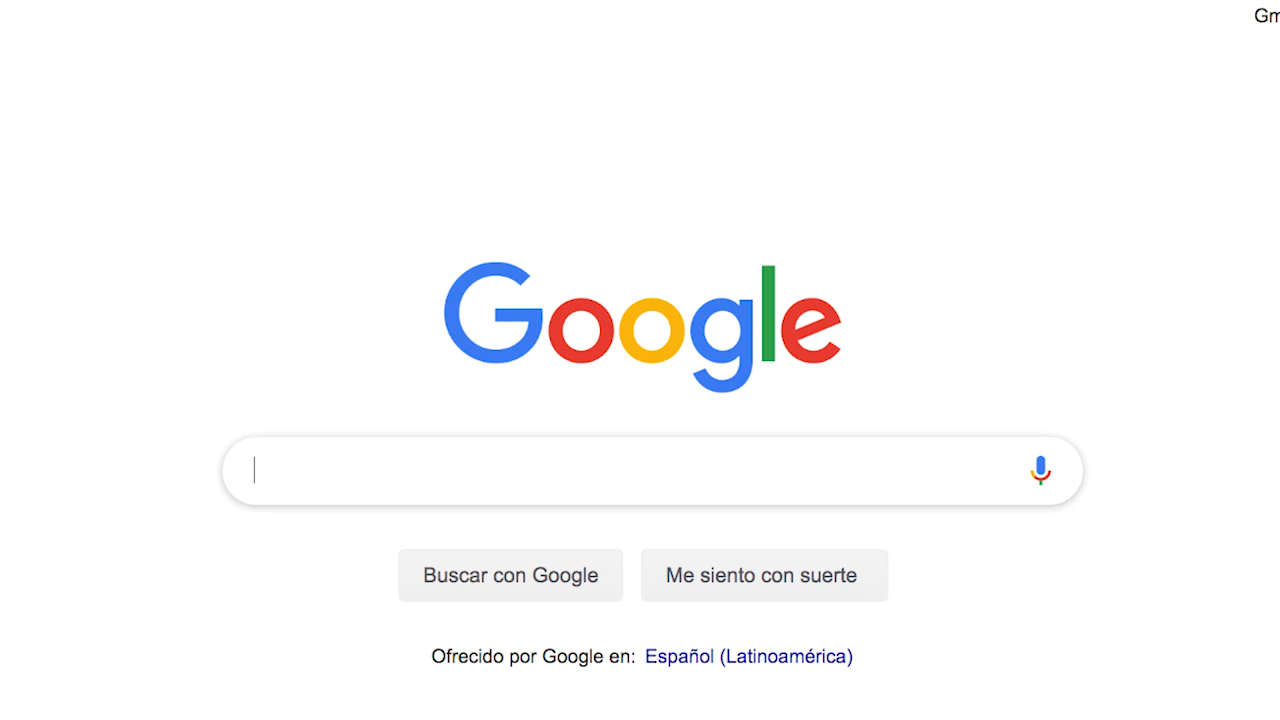 Gm
Google
Buscar con Google
Me siento con suerte
Ofrecido por Google en: Español (Latinoamérica)